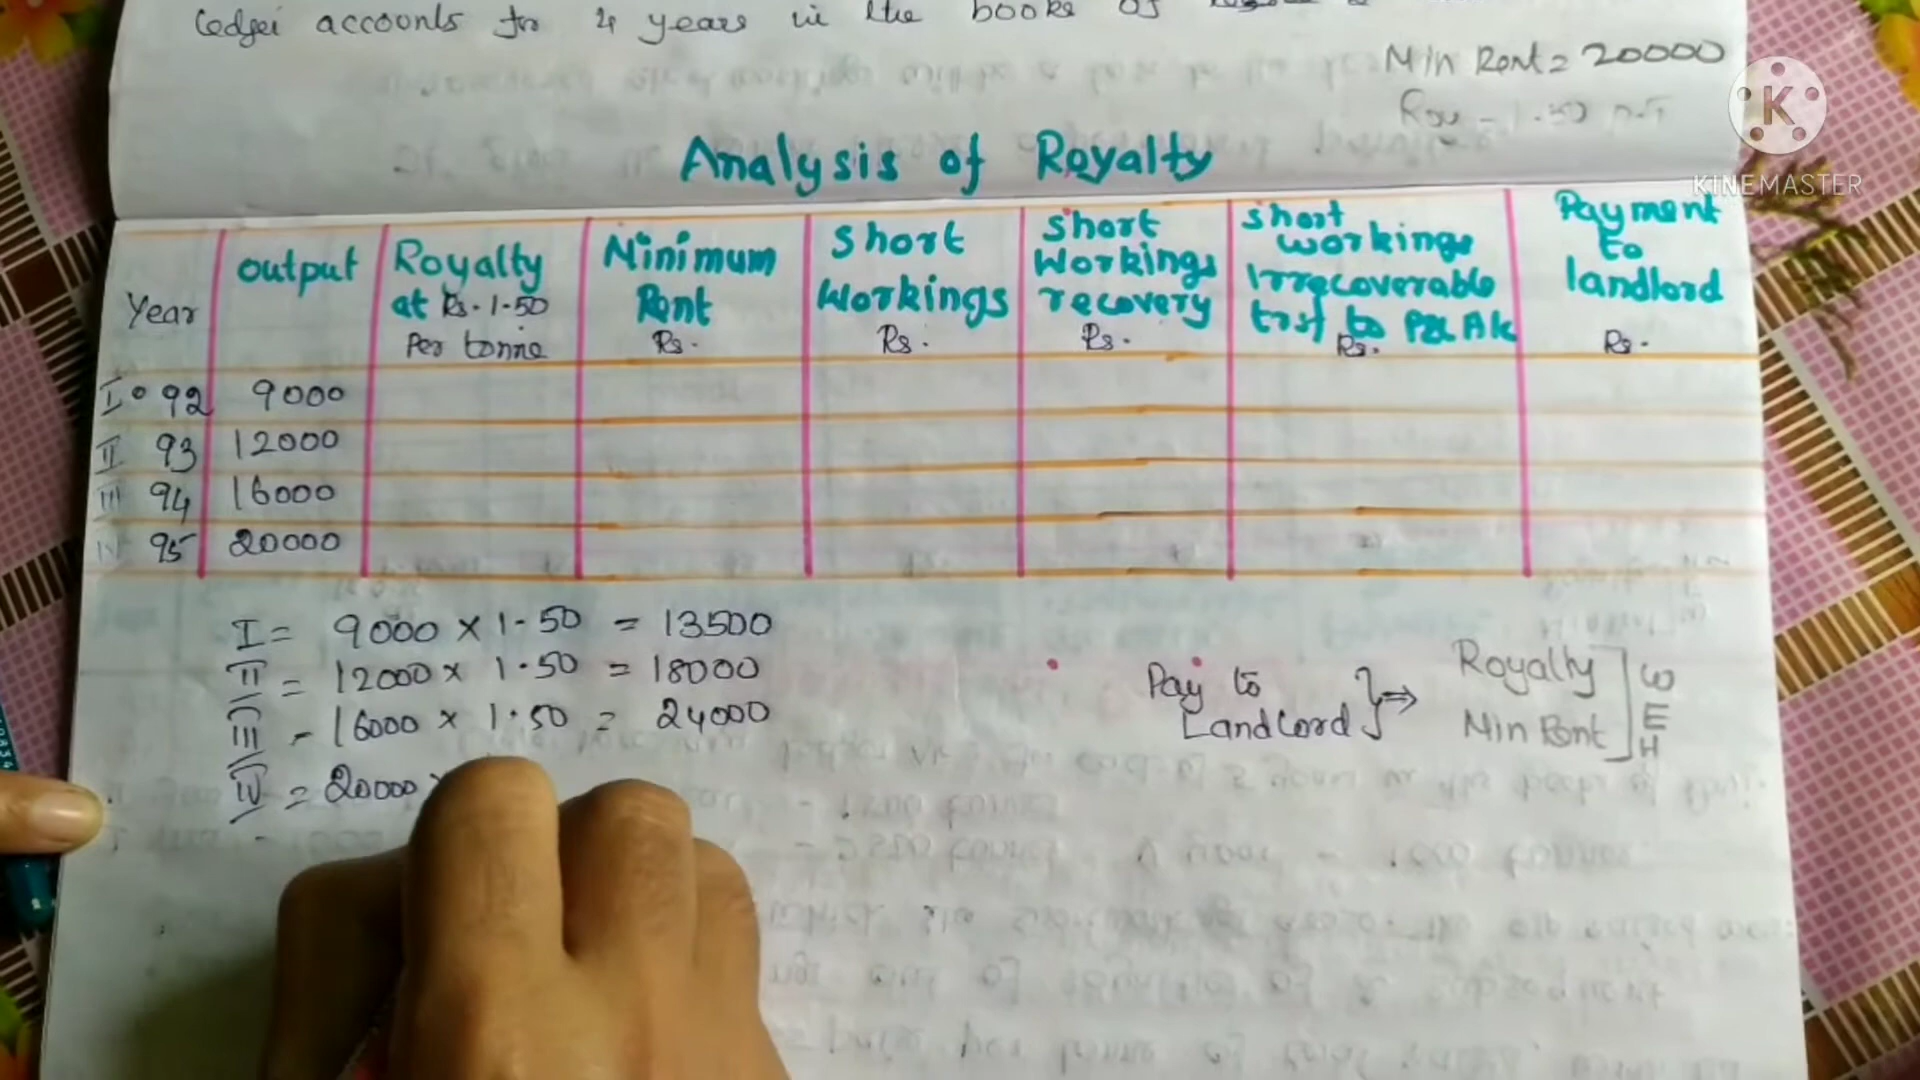 Ledger accounts for 4 years in the books of
Min Rent = 20000
K
KINEMASTER
Analysis of Royalty
Year
output
Royalty
at Rs. 1-50
Per tonne
Minimum
Rent
Rs.
Short
Workings
Rs.
Short
Workings
recovery
Rs.
Short
workings
Irrecoverable
trsf to P&L A/c
Rs.
Payment
to
landlord
Rs.
I 92 9000
II 93 12000
III 94 16000
IV 95 20000
I = 9000 × 1-50 = 13500
II = 12000 × 1.50 = 18000
III - 16000 × 1.50 = 24000
IV = 20000 ×
Pay to
Landlord } ⇒
Royalty
Min Rent
W
E
H